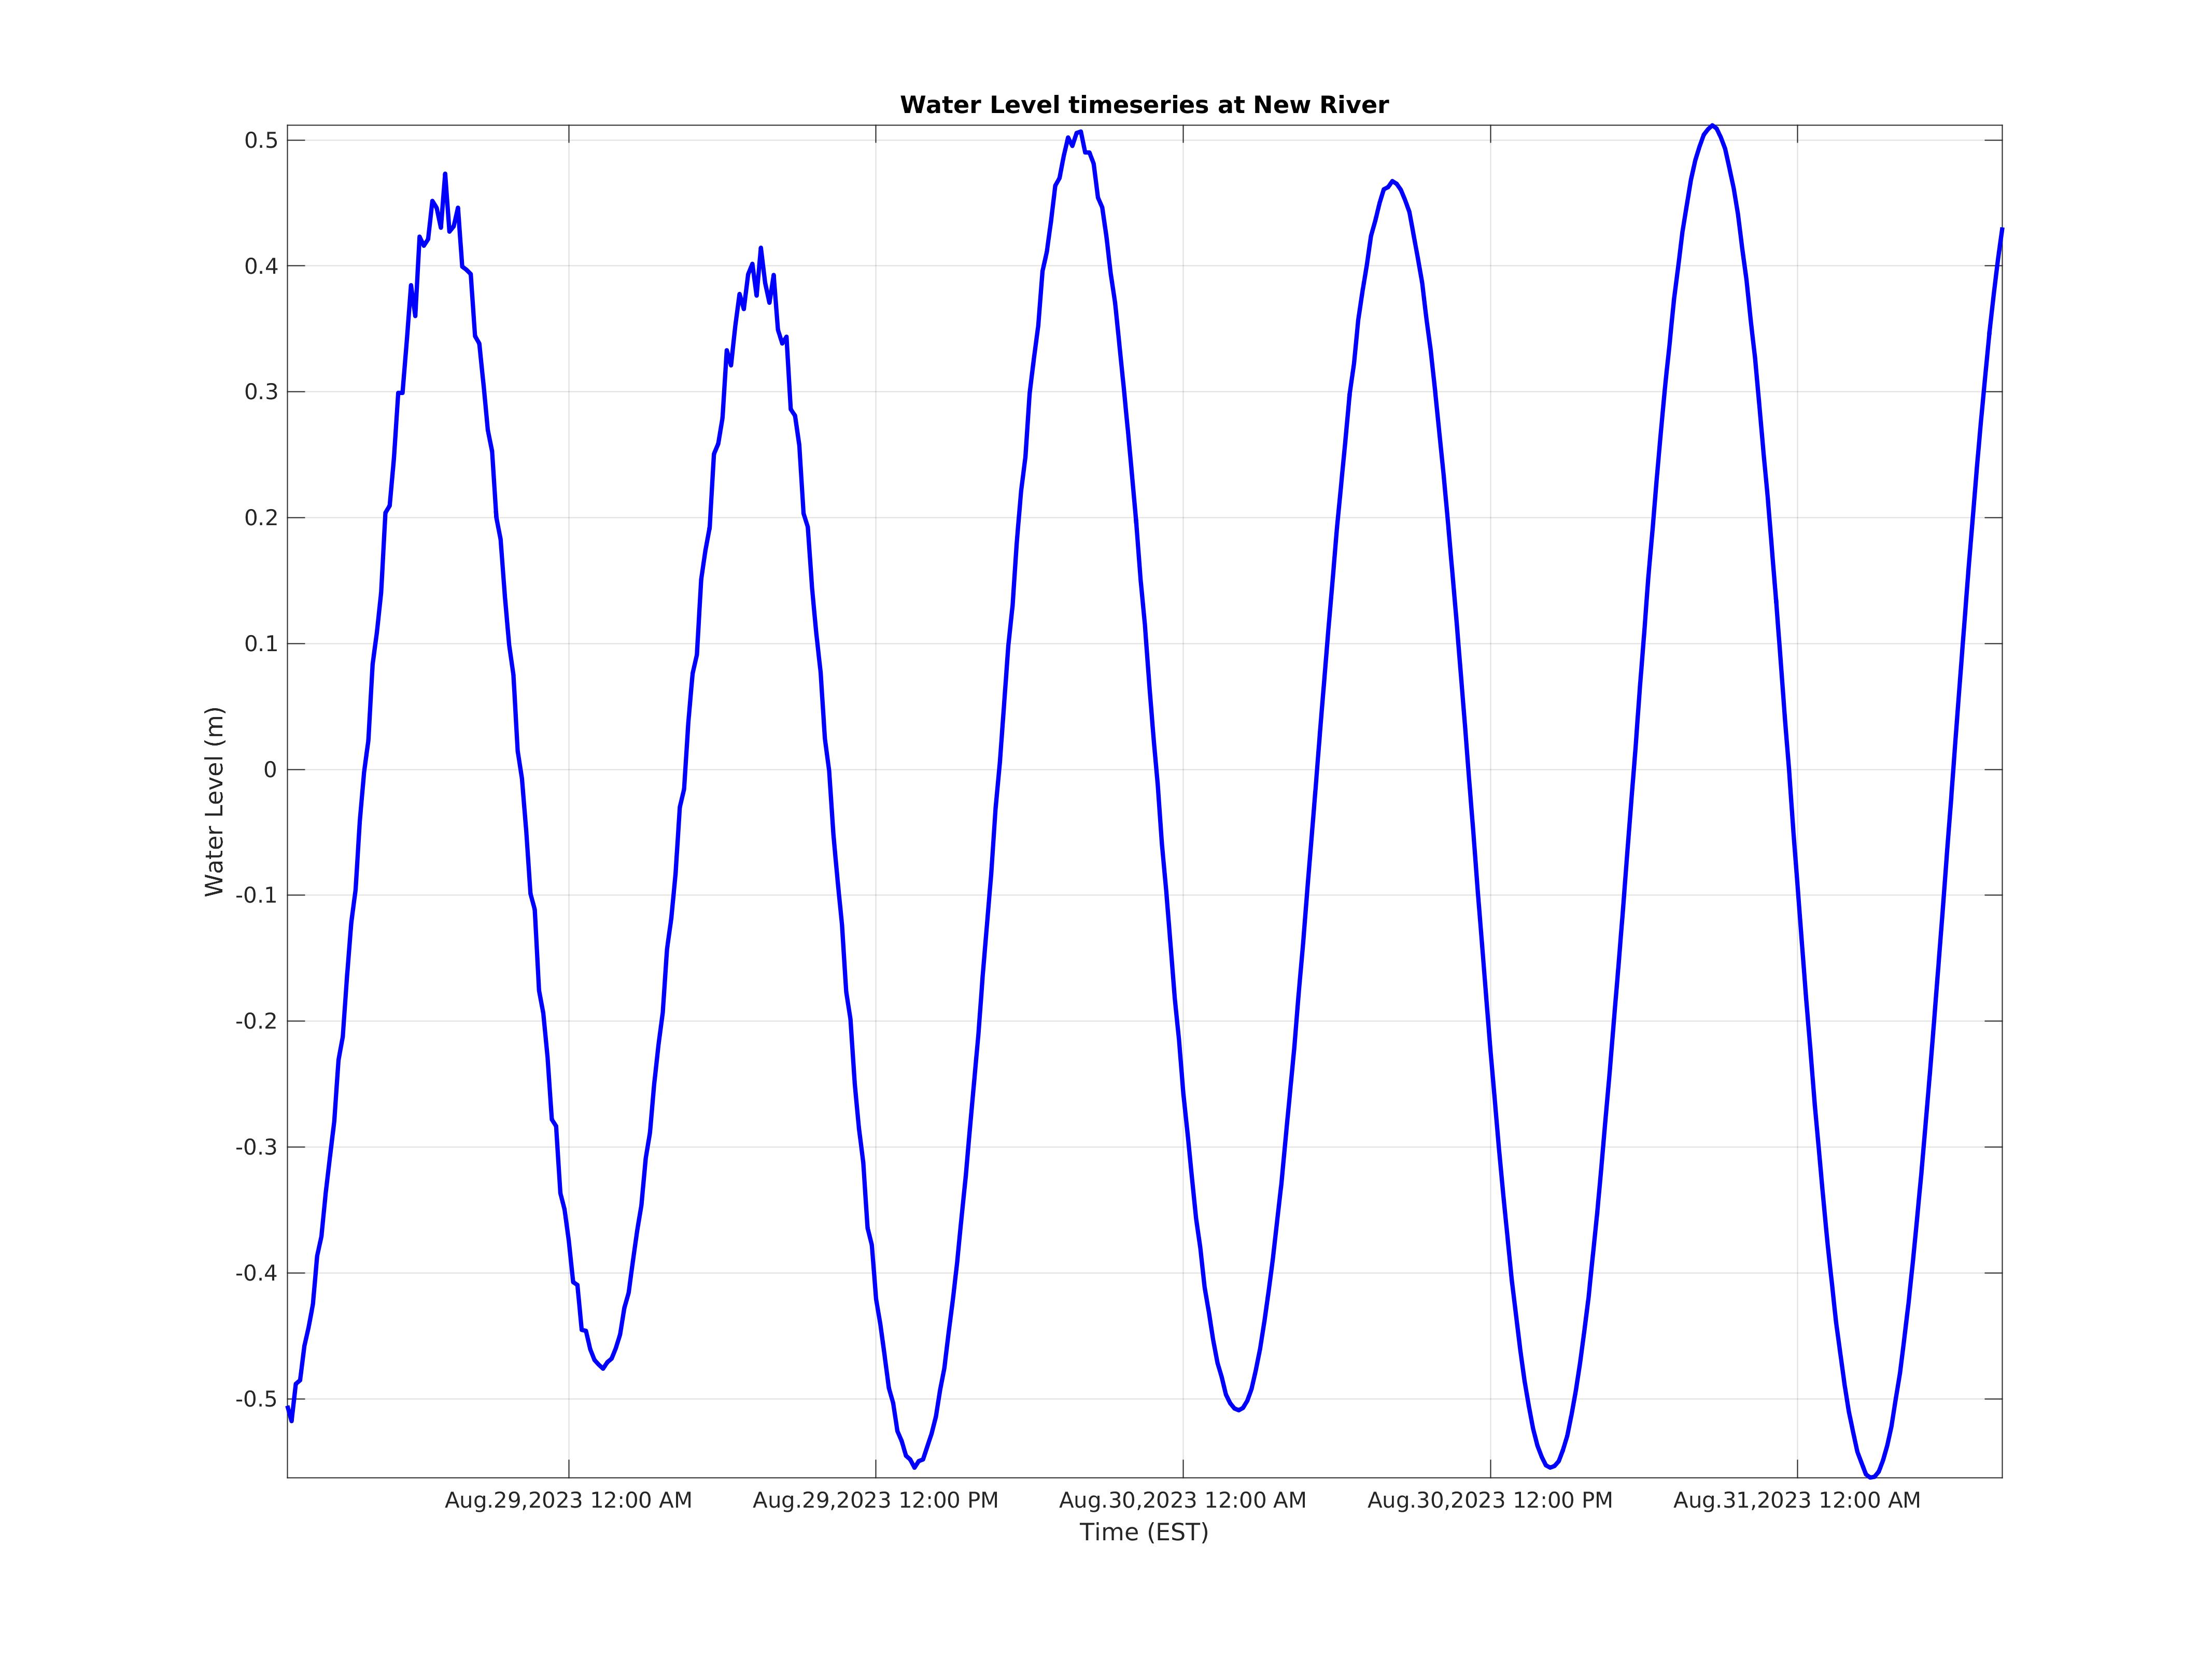 Water Level timeseries at New River
0.5
0.4
0.3
0.2
0.1
0
-0.1
-0.2
-0.3
-0.4
-0.5
Water Level (m)
Aug.29,2023 12:00 AM
Aug.29,2023 12:00 PM
Aug.30,2023 12:00 AM
Aug.30,2023 12:00 PM
Aug.31,2023 12:00 AM
Time (EST)